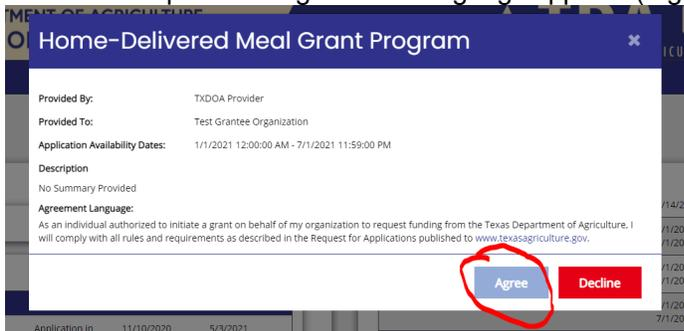 Home-Delivered Meal Grant Program ×
Provided By: TXDOA Provider
Provided To: Test Grantee Organization
Application Availability Dates: 1/1/2021 12:00:00 AM - 7/1/2021 11:59:00 PM
Description
No Summary Provided
Agreement Language:
As an individual authorized to initiate a grant on behalf of my organization to request funding from the Texas Department of Agriculture, I
will comply with all rules and requirements as described in the Request for Applications published to www.texasagriculture.gov.
Agree Decline
Application in 11/10/2020 5/3/2021